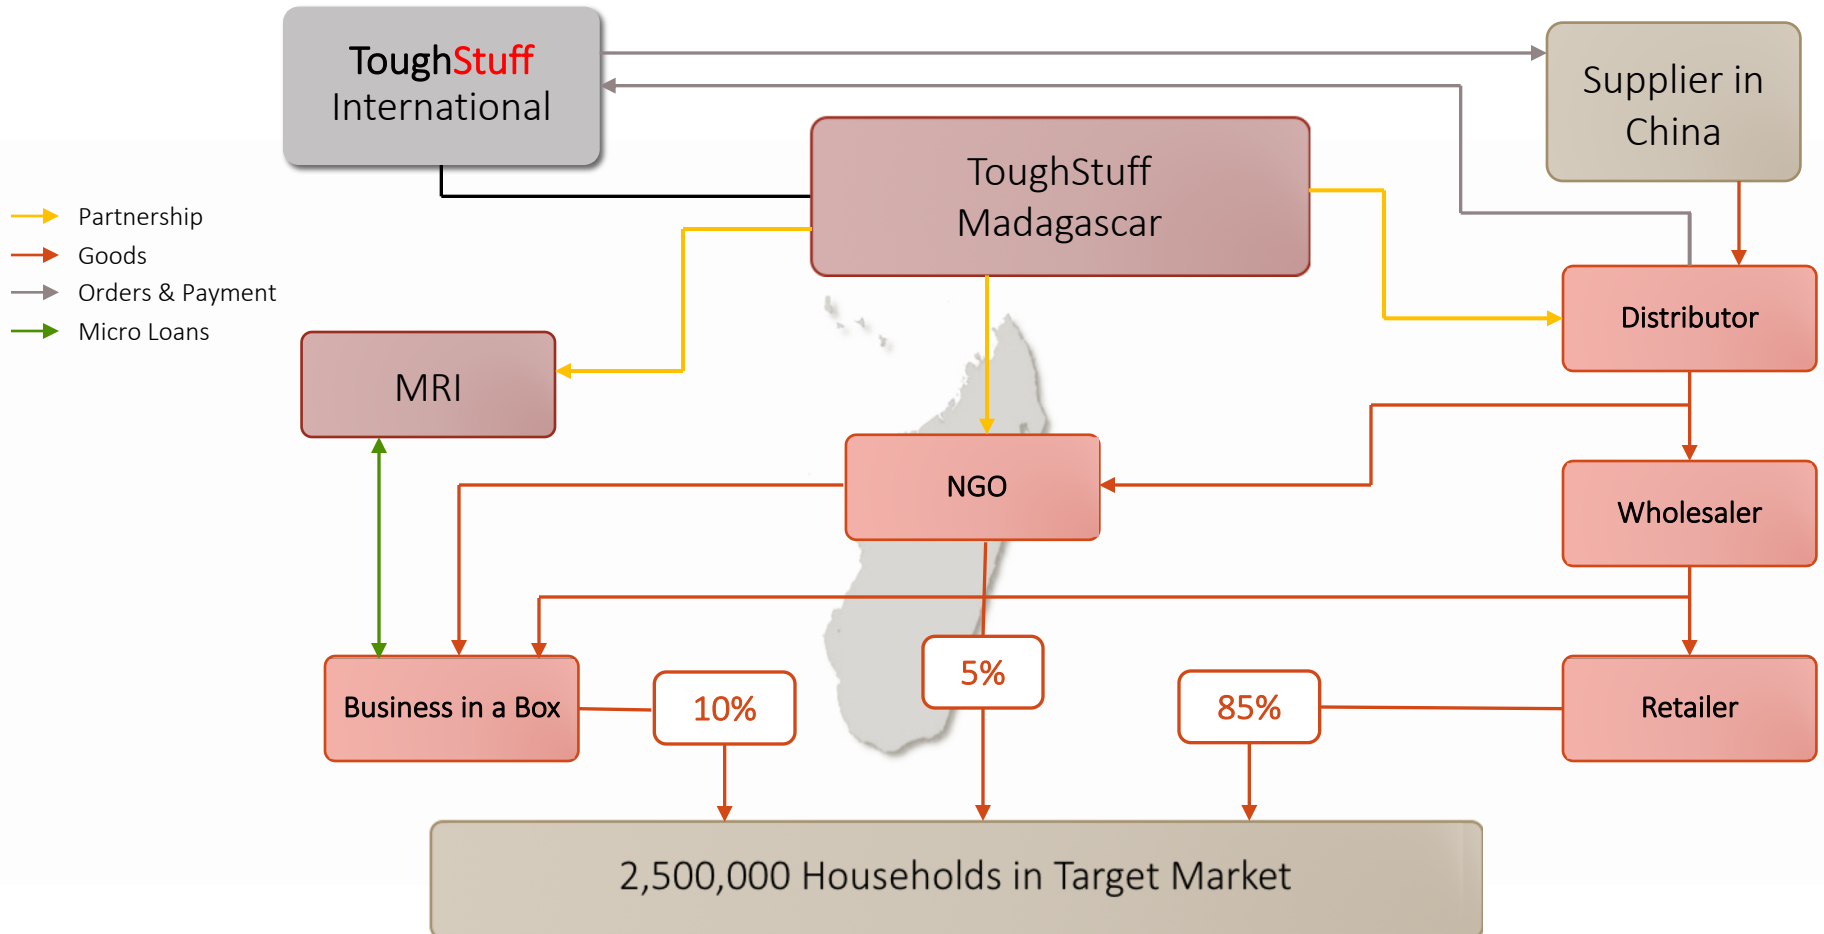 ToughStuff
International
Supplier in
China
ToughStuff
Madagascar
Partnership
Goods
Orders & Payment
Micro Loans
Distributor
MRI
NGO
Wholesaler
Business in a Box
10%
5%
85%
Retailer
2,500,000 Households in Target Market